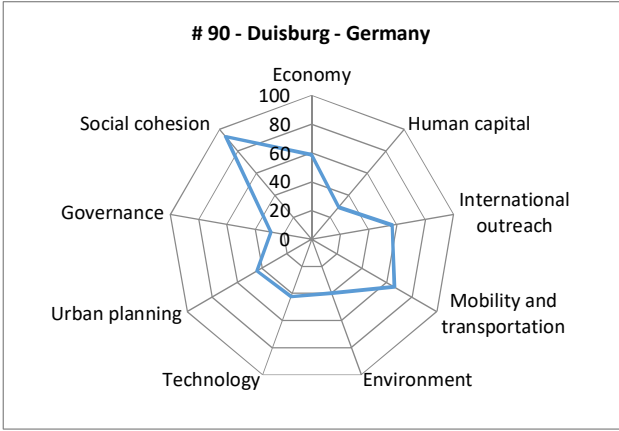 # 90 - Duisburg - Germany
Economy
100
80
60
40
20
0
Human capital
International
outreach
Mobility and
transportation
Environment
Technology
Urban planning
Governance
Social cohesion